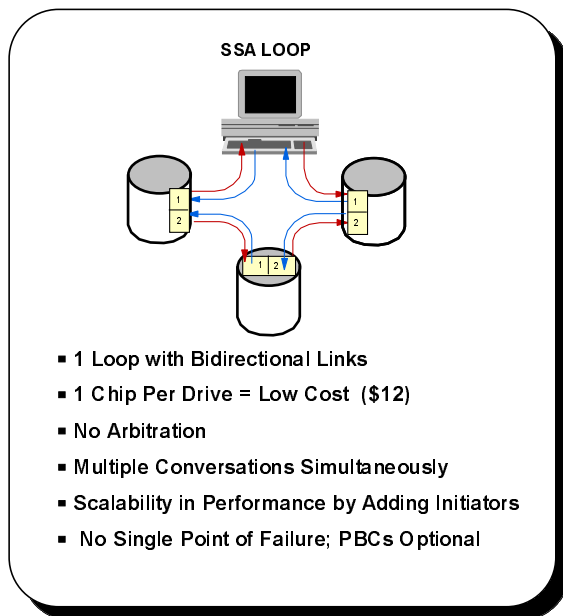 SSA LOOP
1
2
1
2
1 2
▪ 1 Loop with Bidirectional Links
▪ 1 Chip Per Drive = Low Cost ($12)
▪ No Arbitration
▪ Multiple Conversations Simultaneously
▪ Scalability in Performance by Adding Initiators
▪ No Single Point of Failure; PBCs Optional